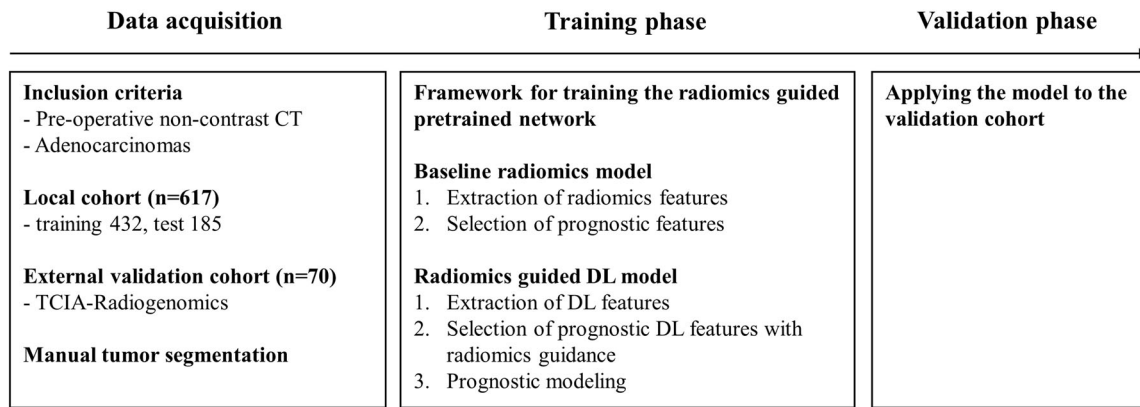 Data acquisition
Training phase
Validation phase
Inclusion criteria
- Pre-operative non-contrast CT
- Adenocarcinomas
Local cohort (n=617)
- training 432, test 185
External validation cohort (n=70)
- TCIA-Radiogenomics
Manual tumor segmentation
Framework for training the radiomics guided
pretrained network
Baseline radiomics model
1. Extraction of radiomics features
2. Selection of prognostic features
Radiomics guided DL model
1. Extraction of DL features
2. Selection of prognostic DL features with
radiomics guidance
3. Prognostic modeling
Applying the model to the
validation cohort